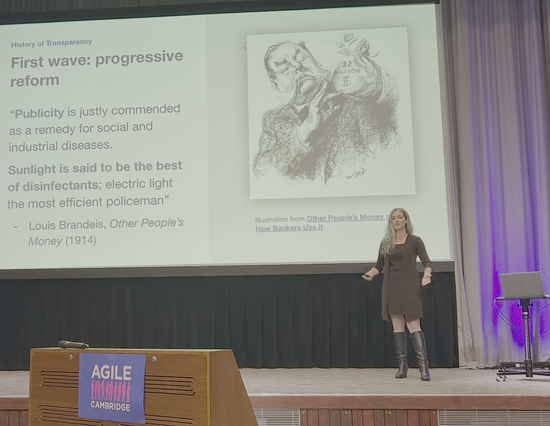 History of Transparency
First wave: progressive
reform
“Publicity is justly commended
as a remedy for social and
industrial diseases.
Sunlight is said to be the best
of disinfectants; electric light
the most efficient policeman”
- Louis Brandeis, Other People’s
Money (1914)
22
MILLION
Illustration from Other People’s Money
How Bankers Use it
AGILE
CAMBRIDGE